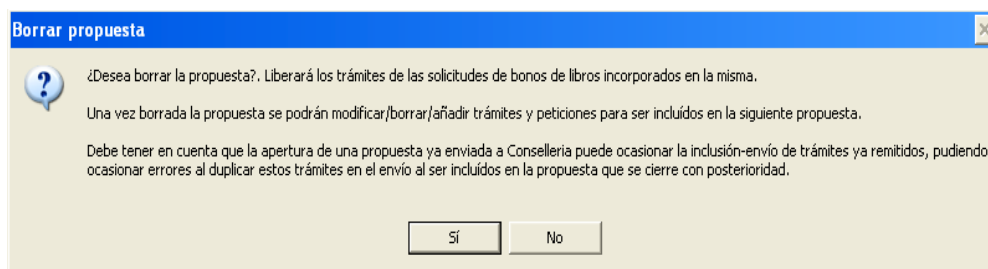 Borrar propuesta
¿Desea borrar la propuesta?. Liberará los trámites de las solicitudes de bonos de libros incorporados en la misma.
Una vez borrada la propuesta se podrán modificar/borrar/añadir trámites y peticiones para ser incluídos en la siguiente propuesta.
Debe tener en cuenta que la apertura de una propuesta ya enviada a Conselleria puede ocasionar la inclusión-envío de trámites ya remitidos, pudiendo
ocasionar errores al duplicar estos trámites en el envío al ser incluídos en la propuesta que se cierre con posterioridad.
Sí No